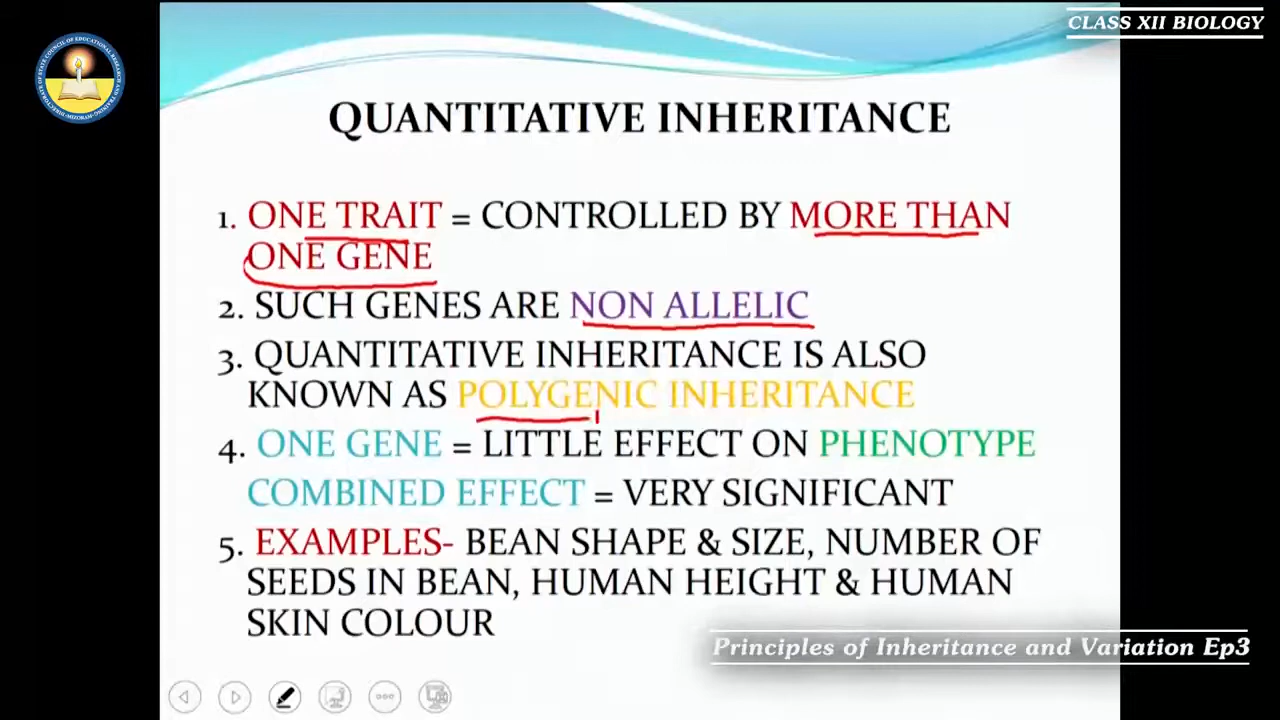 CLASS XII BIOLOGY
QUANTITATIVE INHERITANCE
1. ONE TRAIT = CONTROLLED BY MORE THAN
ONE GENE
2. SUCH GENES ARE NON ALLELIC
3. QUANTITATIVE INHERITANCE IS ALSO
KNOWN AS POLYGENIC INHERITANCE
4. ONE GENE = LITTLE EFFECT ON PHENOTYPE
COMBINED EFFECT = VERY SIGNIFICANT
5. EXAMPLES- BEAN SHAPE & SIZE, NUMBER OF
SEEDS IN BEAN, HUMAN HEIGHT & HUMAN
SKIN COLOUR
Principles of Inheritance and Variation Ep3